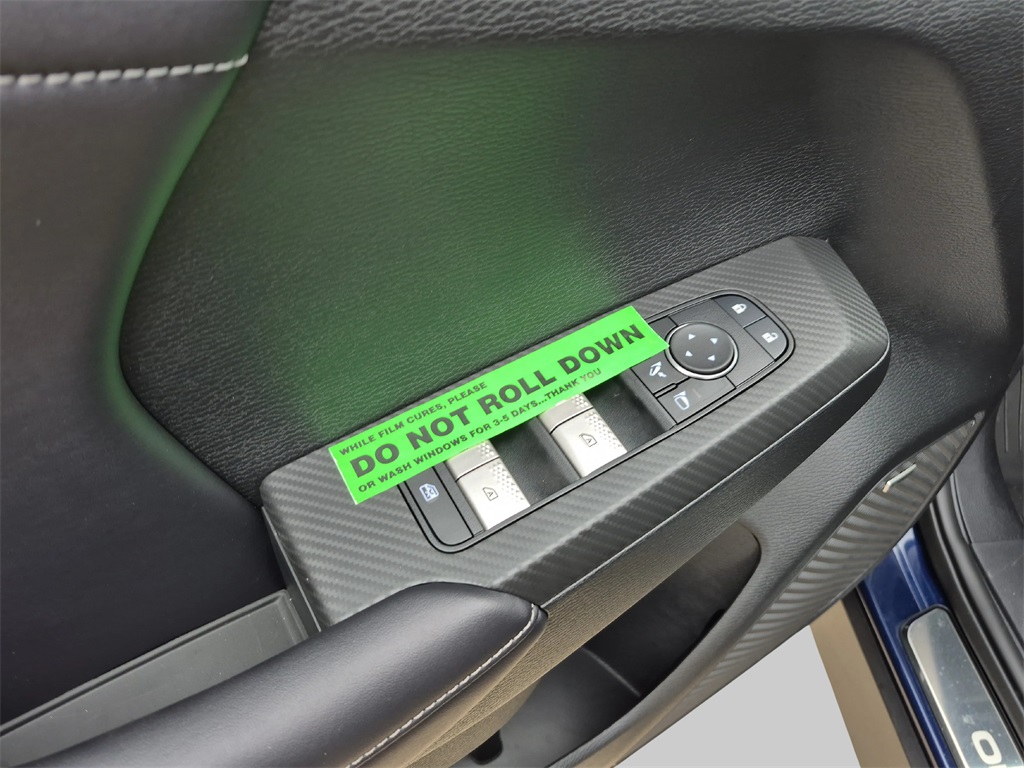 WHILE FILM CURES, PLEASE
DO NOT ROLL DOWN
OR WASH WINDOWS FOR 3-5 DAYS...THANK YOU